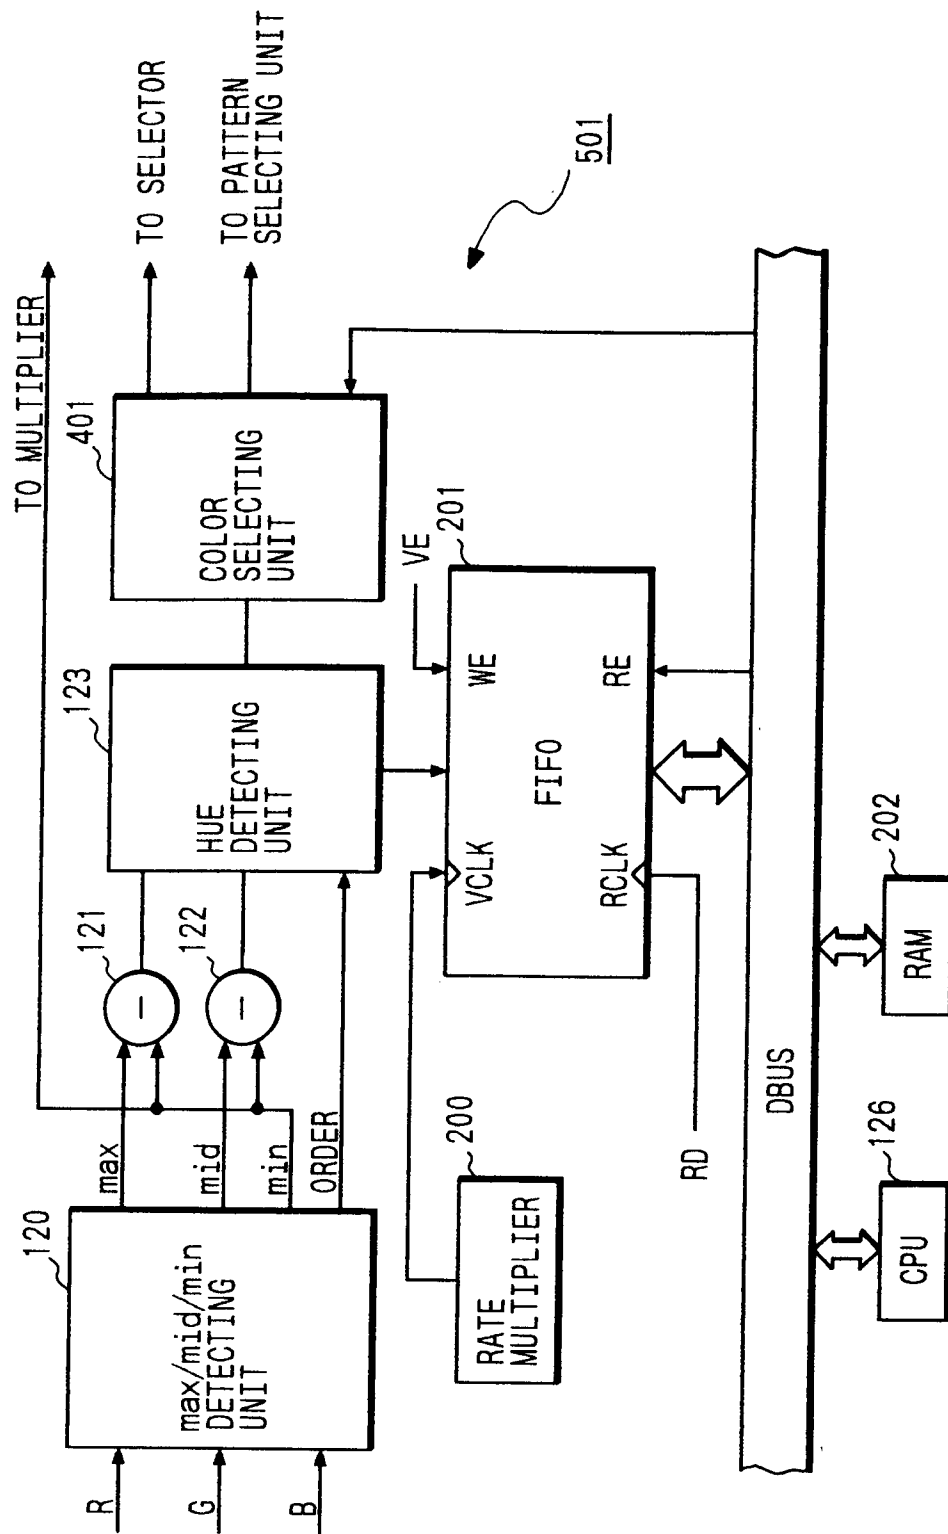 TO MULTIPLIER
TO SELECTOR
TO PATTERN
SELECTING UNIT
501
120
max/mid/min
DETECTING
UNIT
R
G
B
max
mid
min
ORDER
121
−
122
−
123
HUE
DETECTING
UNIT
401
COLOR
SELECTING
UNIT
200
RATE
MULTIPLIER
VE
201
VCLK
WE
FIFO
RCLK
RE
RD
DBUS
126
CPU
202
RAM